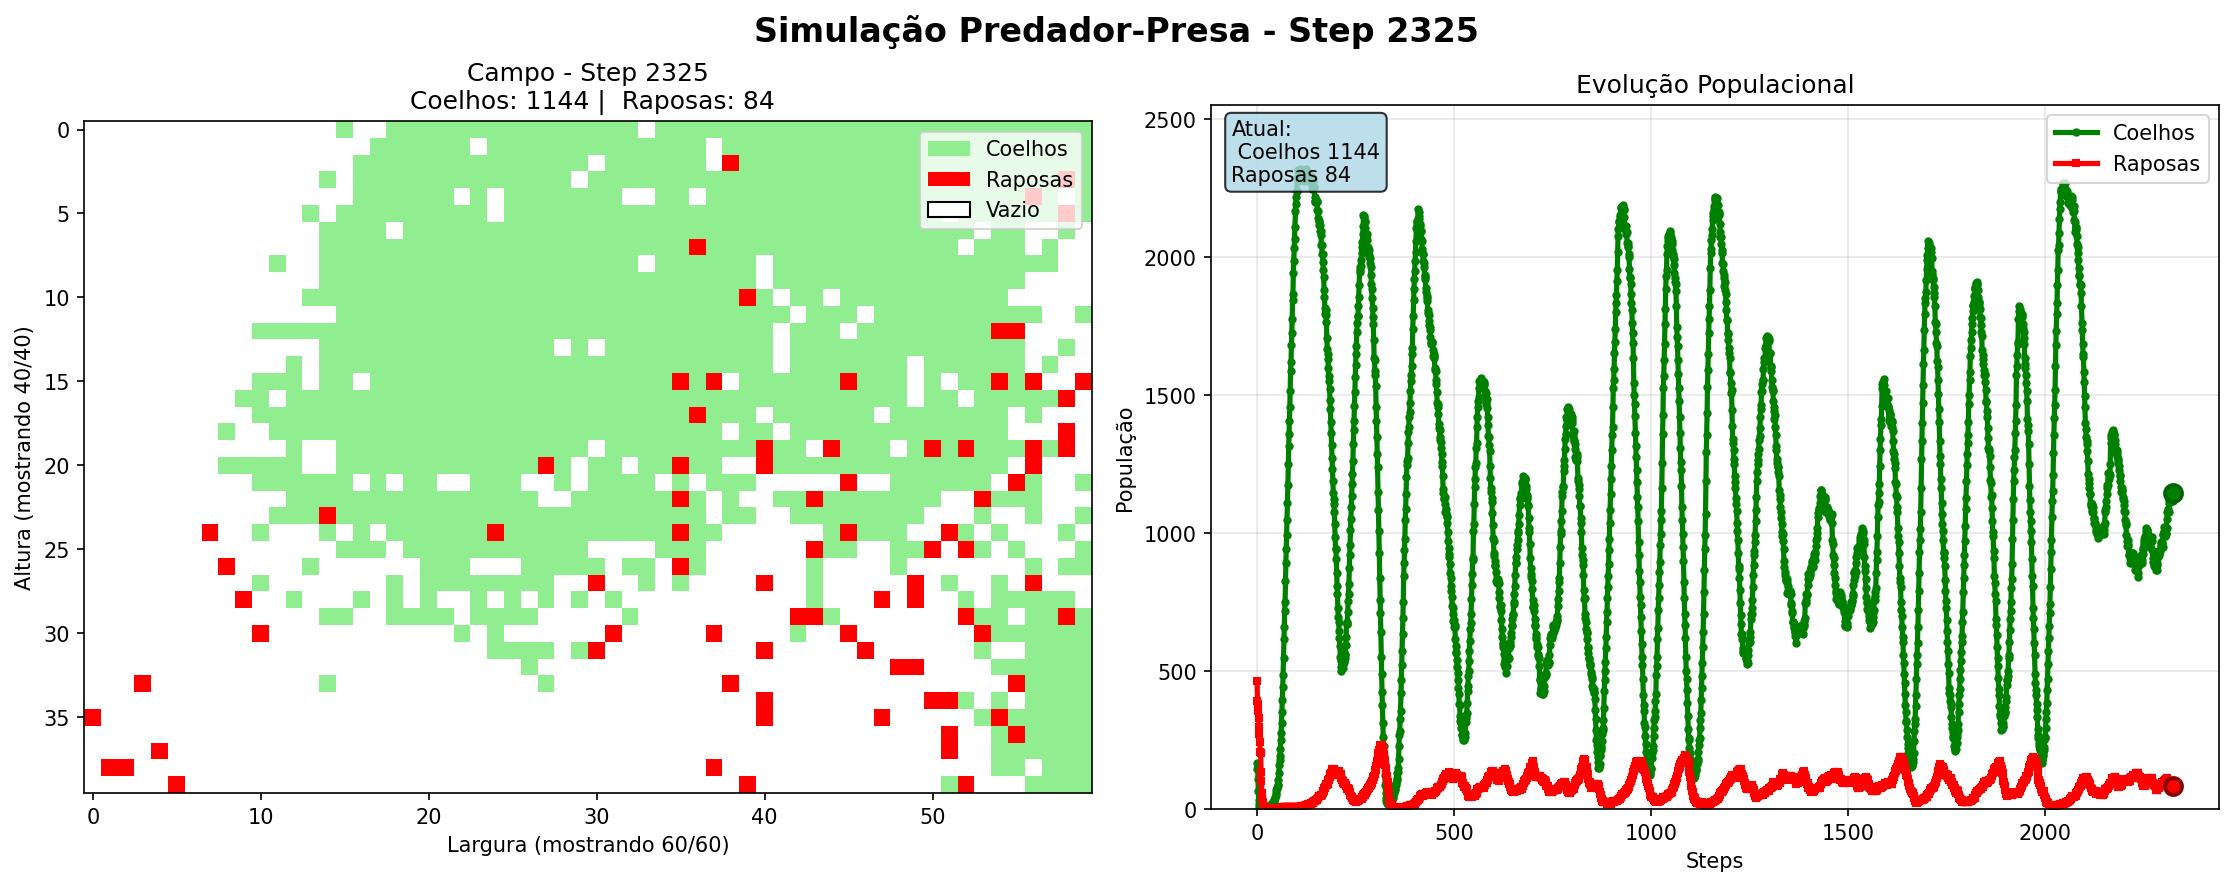 Simulação Predador-Presa - Step 2325
Campo - Step 2325
Coelhos: 1144 |  Raposas: 84
Coelhos
Raposas
Vazio
0
5
10
15
20
25
30
35
Altura (mostrando 40/40)
0
10
20
30
40
50
Largura (mostrando 60/60)
Evolução Populacional
Atual:
Coelhos 1144
Raposas 84
Coelhos
Raposas
2500
2000
1500
1000
500
0
População
0
500
1000
1500
2000
Steps